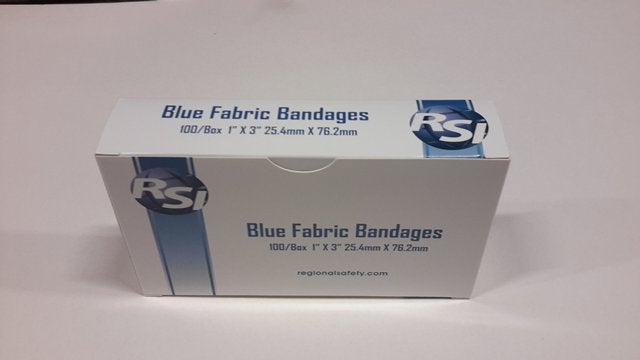 Blue Fabric Bandages
100/Box 1" X 3" 25.4mm X 76.2mm
RSi
RSi
Blue Fabric Bandages
100/Box 1" X 3" 25.4mm X 76.2mm
regionalsafety.com